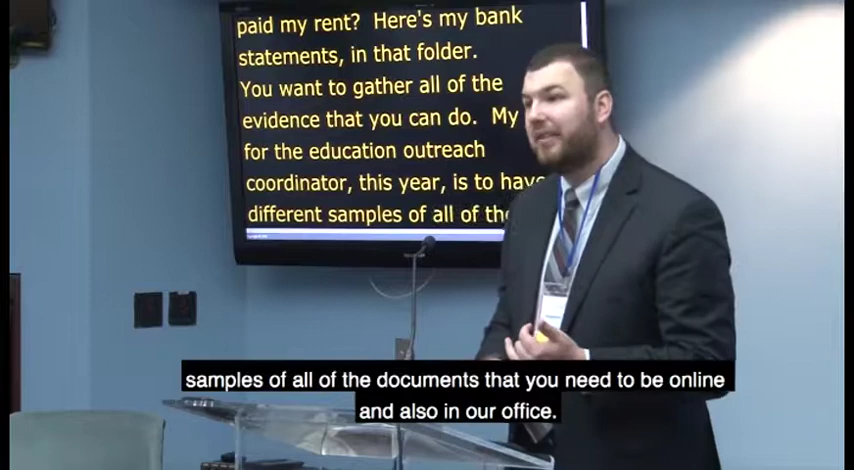 paid my rent? Here's my bank
statements, in that folder.
You want to gather all of the
evidence that you can do. My
for the education outreach
coordinator, this year, is to have
different samples of all of the
samples of all of the documents that you need to be online
and also in our office.